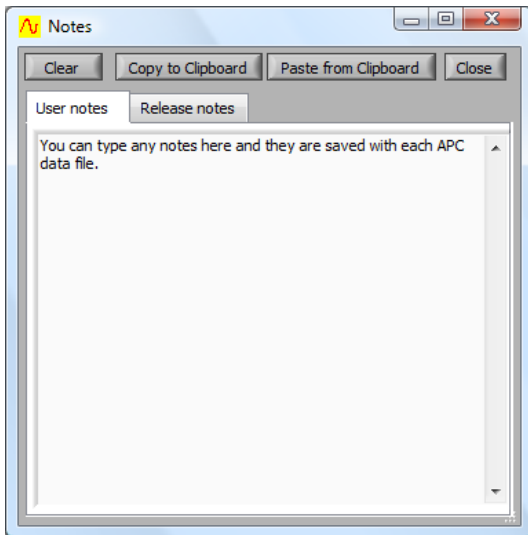 Notes
Clear Copy to Clipboard Paste from Clipboard Close
User notes Release notes
You can type any notes here and they are saved with each APC
data file.